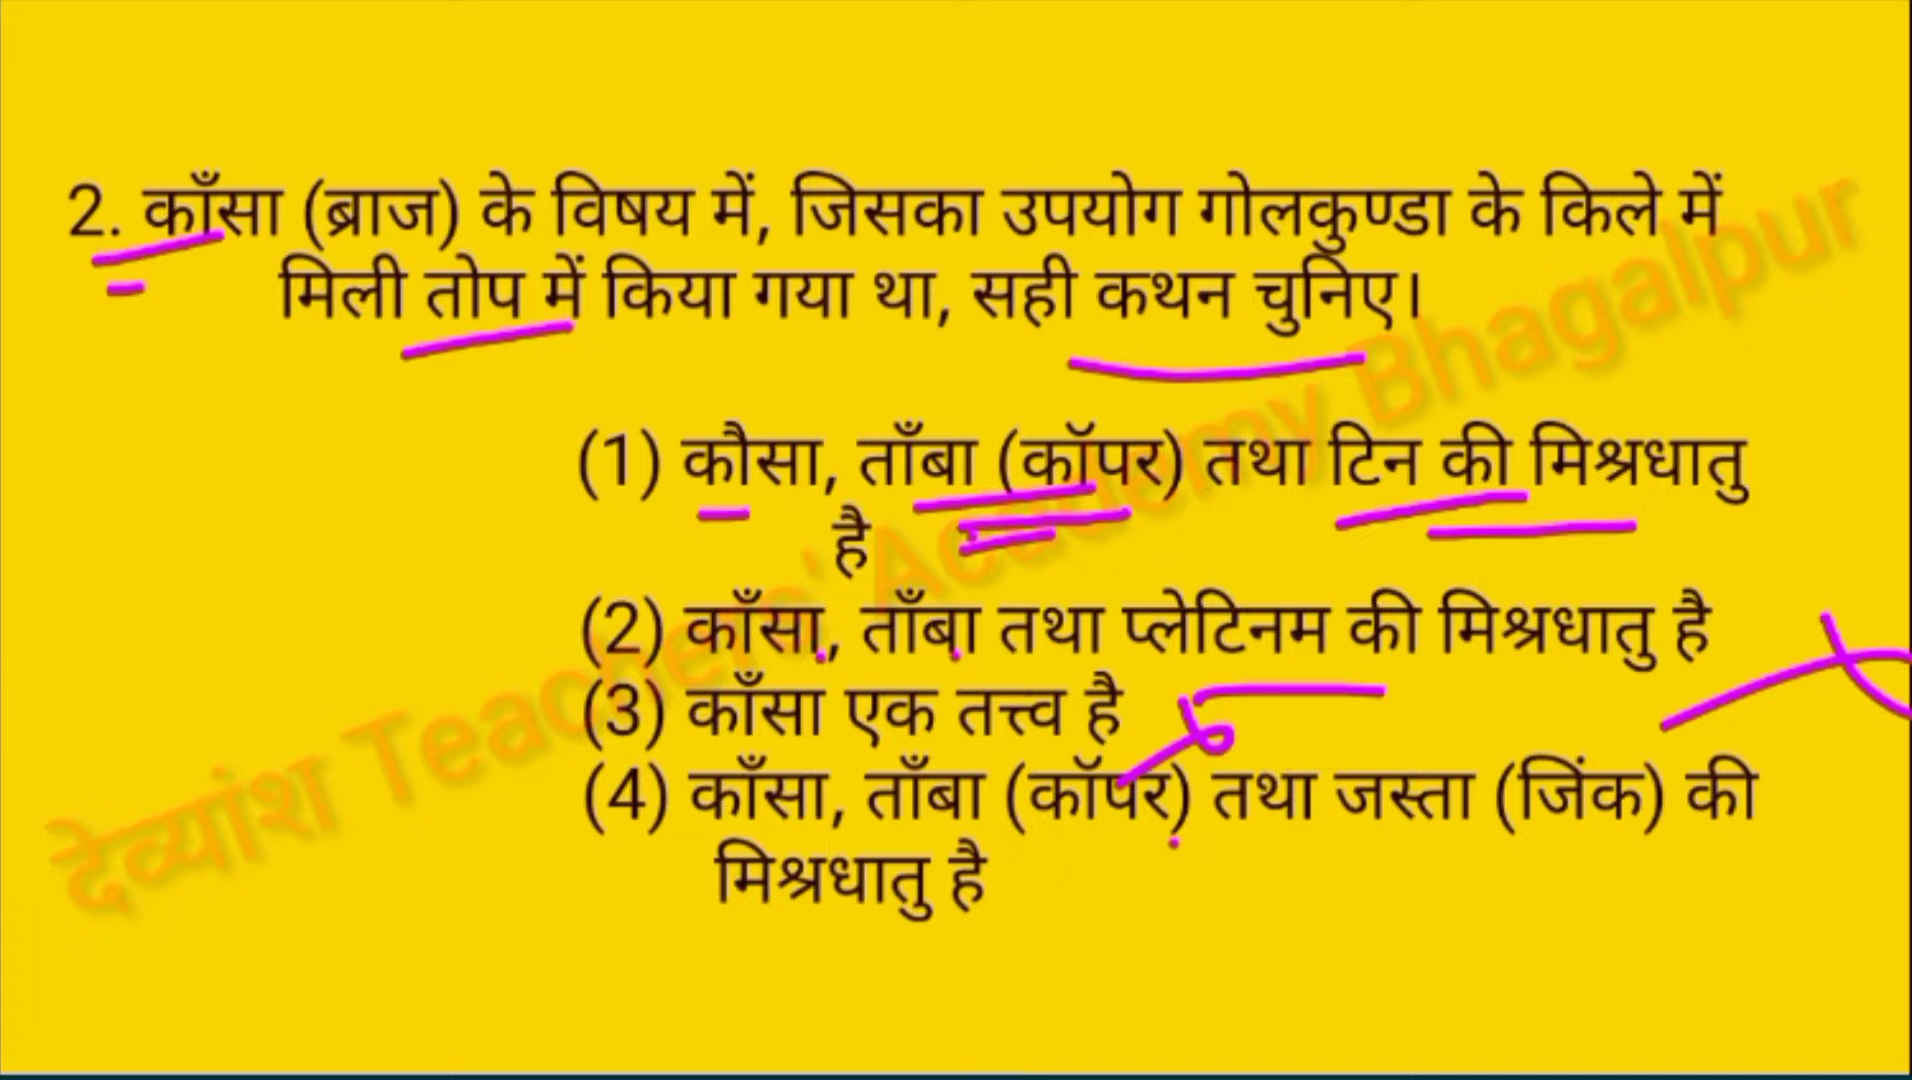 2. काँसा (ब्राज) के विषय में, जिसका उपयोग गोलकुण्डा के किले में
मिली तोप में किया गया था, सही कथन चुनिए।
(1) कौसा, ताँबा (कॉपर) तथा टिन की मिश्रधातु
है
(2) काँसा, ताँबा तथा प्लेटिनम की मिश्रधातु है
(3) काँसा एक तत्त्व है
(4) काँसा, ताँबा (कॉपर) तथा जस्ता (जिंक) की
मिश्रधातु है
देव्यांश Teachers' Academy Bhagalpur